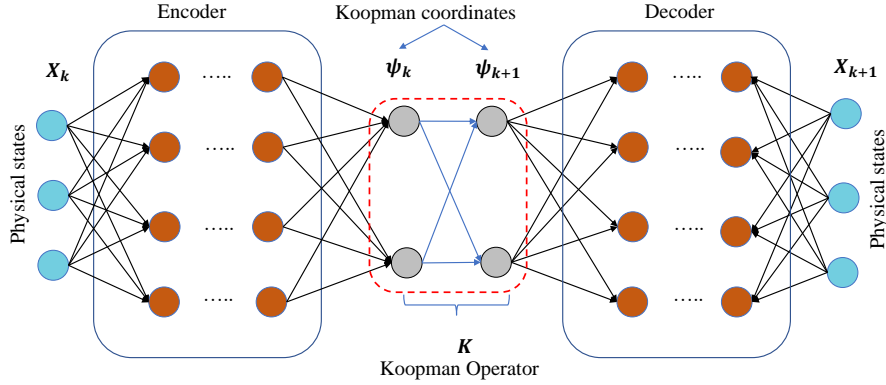 Encoder
Koopman coordinates
Decoder
X_k
ψ_k
ψ_{k+1}
X_{k+1}
.....
.....
.....
.....
.....
.....
.....
.....
Physical states
Physical states
K
Koopman Operator